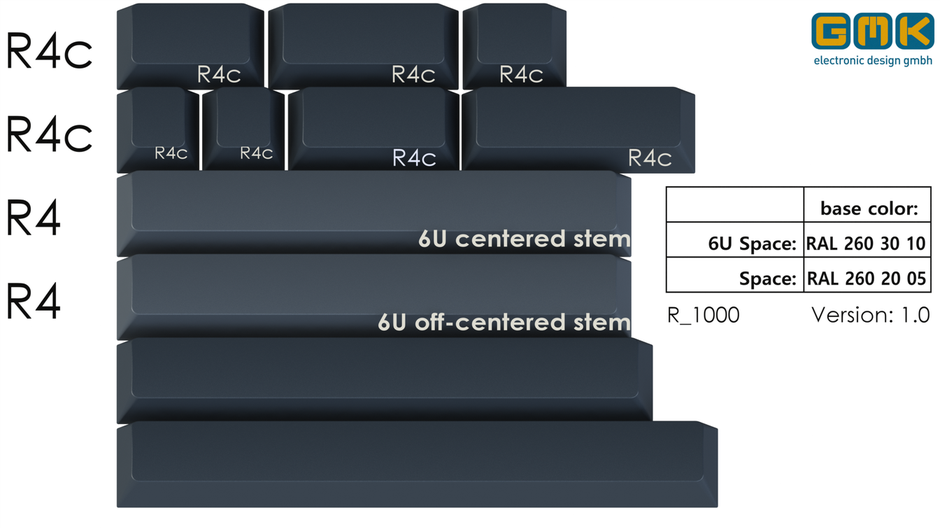 GMK
electronic design gmbh
R4c
R4c
R4c
R4c
R4c
R4c
R4c
R4c
R4c
R4
6U centered stem
R4
6U off-centered stem
base color:
6U Space: RAL 260 30 10
Space: RAL 260 20 05
R_1000 Version: 1.0